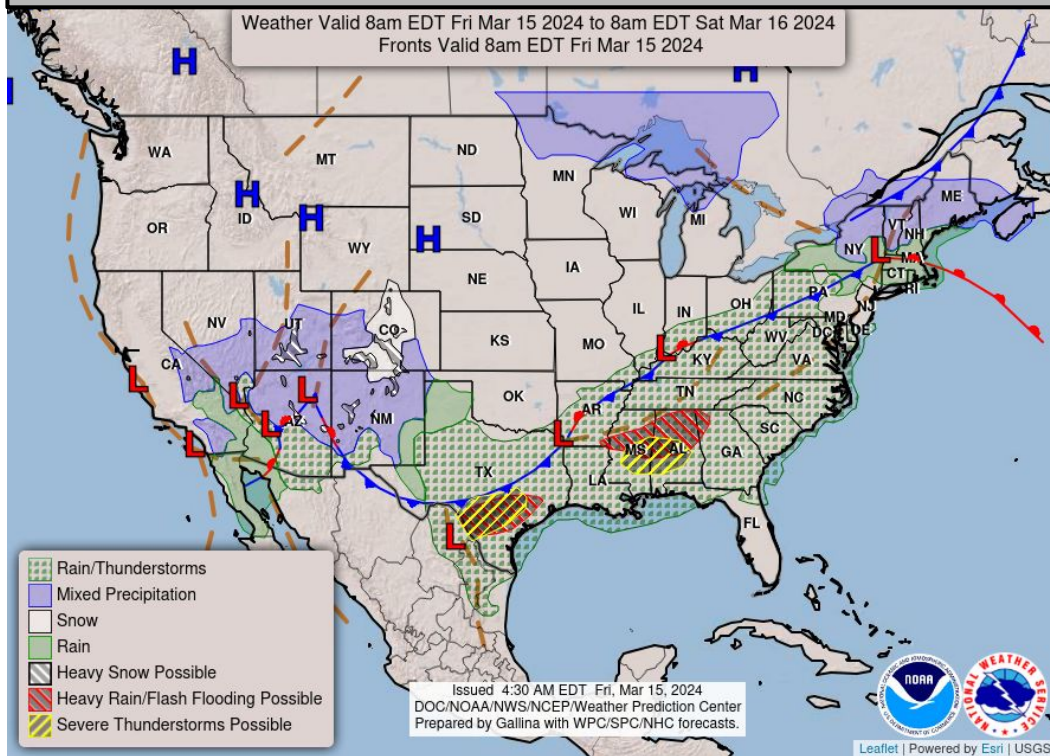 Weather Valid 8am EDT Fri Mar 15 2024 to 8am EDT Sat Mar 16 2024
Fronts Valid 8am EDT Fri Mar 15 2024
H
H
WA
MT
ND
MN
ME
VT
NH
NY
MA
CT
RI
H
ID
H
H
OR
WY
SD
WI
MI
L
NE
IA
PA
NJ
OH
IL
IN
MD
DE
DC
NV
UT
CO
KS
MO
WV
VA
KY
L
CA
L
L
L
L
L
AZ
NM
OK
AR
TN
NC
SC
L
MS
AL
GA
TX
LA
FL
L
Rain/Thunderstorms
Mixed Precipitation
Snow
Rain
Heavy Snow Possible
Heavy Rain/Flash Flooding Possible
Severe Thunderstorms Possible
Issued 4:30 AM EDT Fri, Mar 15, 2024
DOC/NOAA/NWS/NCEP/Weather Prediction Center
Prepared by Gallina with WPC/SPC/NHC forecasts.
NOAA
NATIONAL WEATHER SERVICE
Leaflet | Powered by Esri | USGS